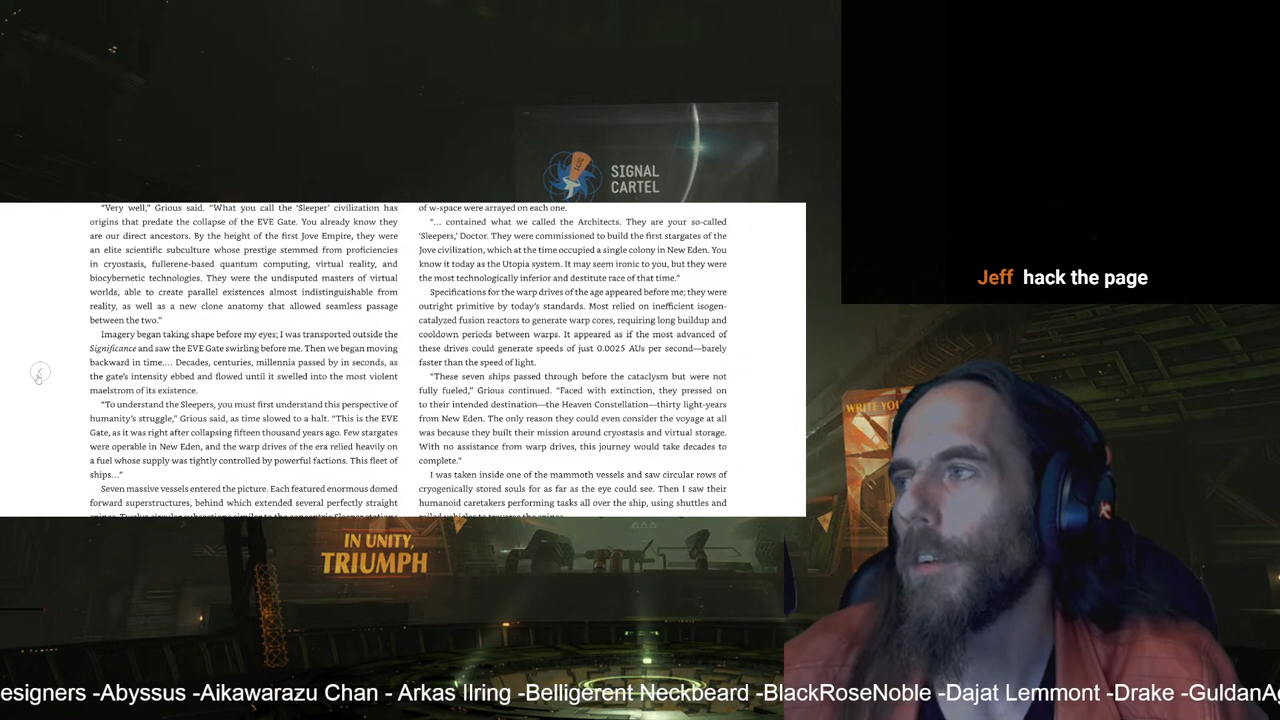 SIGNAL
CARTEL
“Very well,” Grious said. “What you call the ‘Sleeper’ civilization has
origins that predate the collapse of the EVE Gate. You already know they
are our direct ancestors. By the height of the first Jove Empire, they were
an elite scientific subculture whose prestige stemmed from proficiencies
in cryostasis, fullerene-based quantum computing, virtual reality, and
biocybernetic technologies. They were the undisputed masters of virtual
worlds, able to create parallel existences almost indistinguishable from
reality, as well as a new clone anatomy that allowed seamless passage
between the two.”
Imagery began taking shape before my eyes; I was transported outside the
Significance and saw the EVE Gate swirling before me. Then we began moving
backward in time.... Decades, centuries, millennia passed by in seconds, as
the gate’s intensity ebbed and flowed until it swelled into the most violent
maelstrom of its existence.
“To understand the Sleepers, you must first understand this perspective of
humanity’s struggle,” Grious said, as time slowed to a halt. “This is the EVE
Gate, as it was right after collapsing fifteen thousand years ago. Few stargates
were operable in New Eden, and the warp drives of the era relied heavily on
a fuel whose supply was tightly controlled by powerful factions. This fleet of
ships...”
Seven massive vessels entered the picture. Each featured enormous domed
forward superstructures, behind which extended several perfectly straight
of w-space were arrayed on each one.
“... contained what we called the Architects. They are your so-called
‘Sleepers,’ Doctor. They were commissioned to build the first stargates of the
Jove civilization, which at the time occupied a single colony in New Eden. You
know it today as the Utopia system. It may seem ironic to you, but they were
the most technologically inferior and destitute race of that time.”
Specifications for the warp drives of the age appeared before me; they were
outright primitive by today’s standards. Most relied on inefficient isogen-
catalyzed fusion reactors to generate warp cores, requiring long buildup and
cooldown periods between warps. It appeared as if the most advanced of
these drives could generate speeds of just 0.0025 AUs per second—barely
faster than the speed of light.
“These seven ships passed through before the cataclysm but were not
fully fueled,” Grious continued. “Faced with extinction, they pressed on
to their intended destination—the Heaven Constellation—thirty light-years
from New Eden. The only reason they could even consider the voyage at all
was because they built their mission around cryostasis and virtual storage.
With no assistance from warp drives, this journey would take decades to
complete.”
I was taken inside one of the mammoth vessels and saw circular rows of
cryogenically stored souls for as far as the eye could see. Then I saw their
humanoid caretakers performing tasks all over the ship, using shuttles and
Jeff hack the page
WRITE YOU
IN UNITY,
TRIUMPH
esigners -Abyssus -Aikawarazu Chan - Arkas Ilring -Belligerent Neckbeard -BlackRoseNoble -Dajat Lemmont -Drake -GuldanA